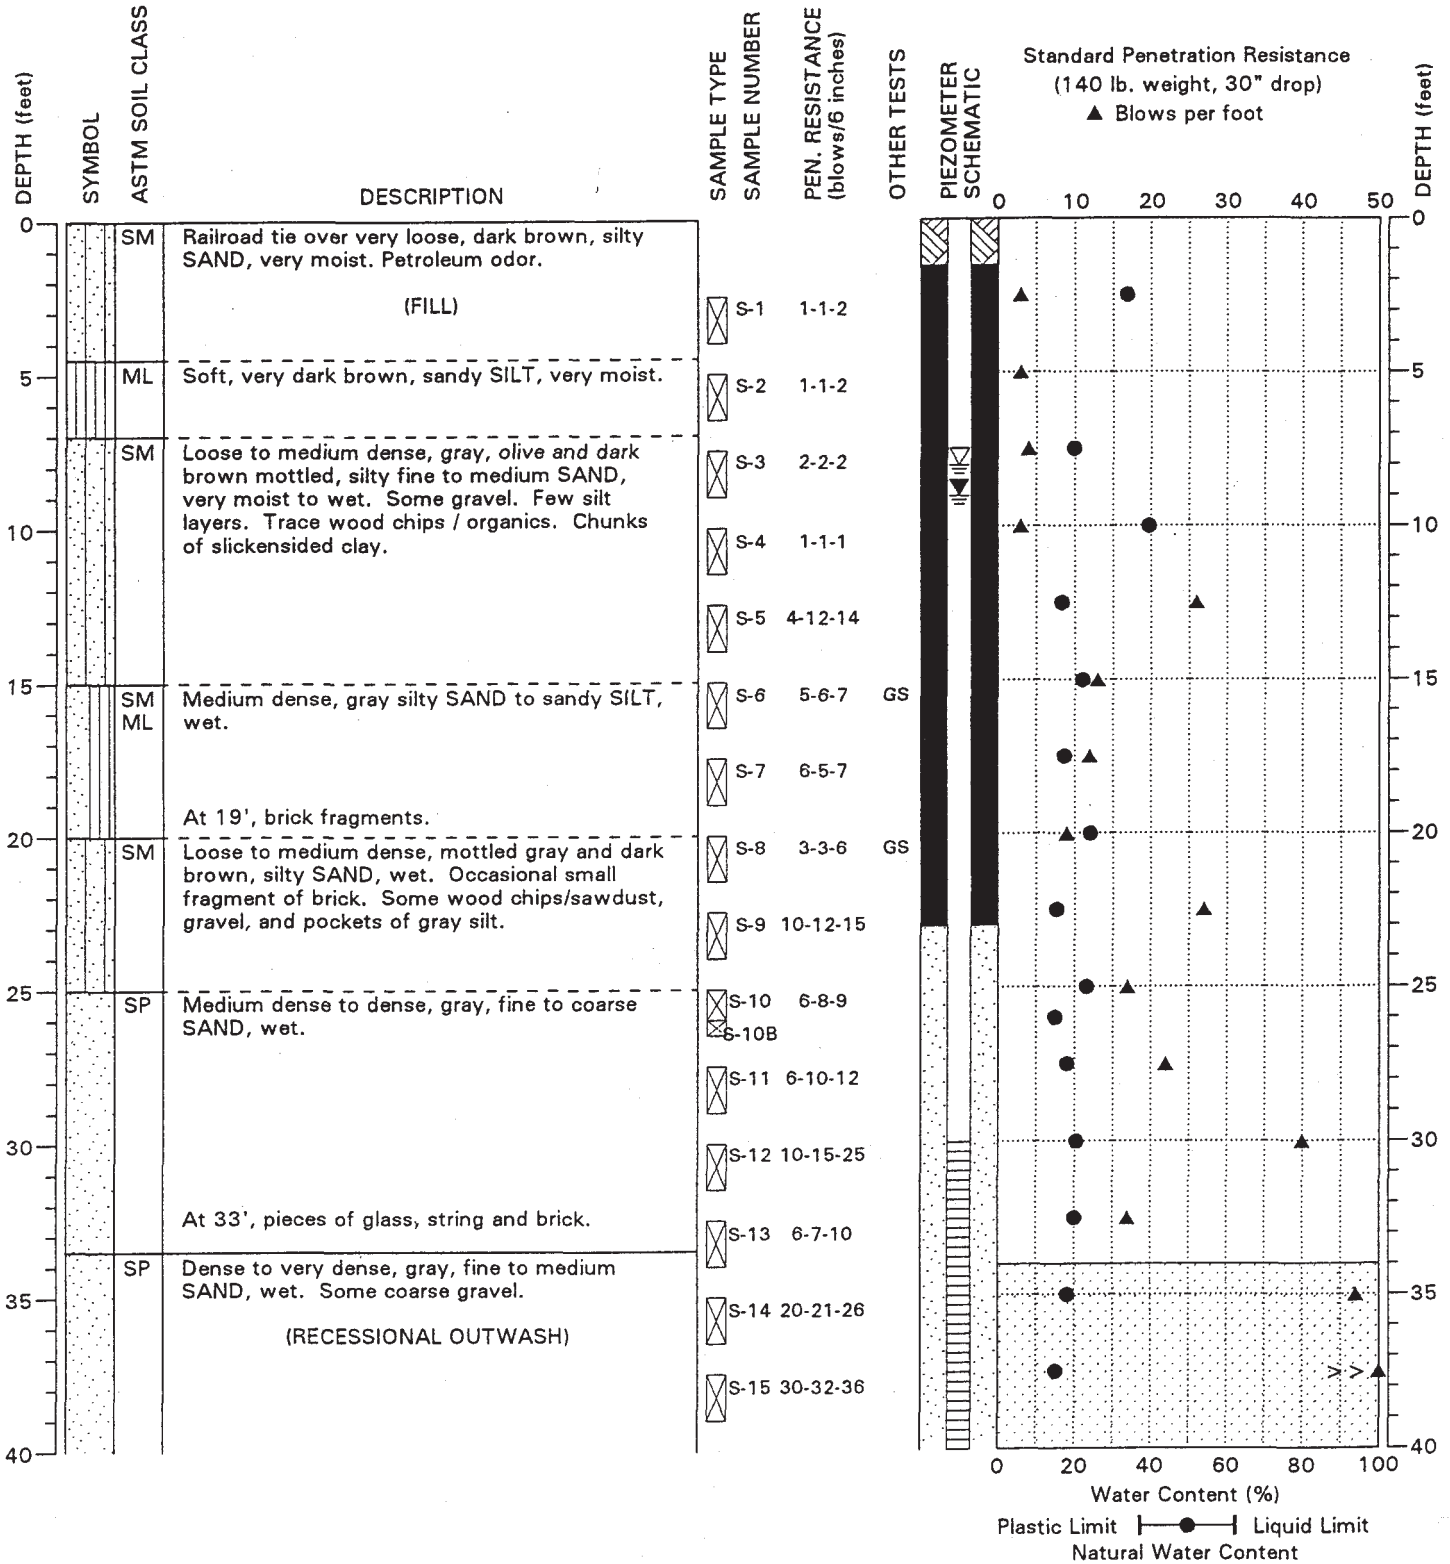 DEPTH (feet)
SYMBOL
ASTM SOIL CLASS
DESCRIPTION
SAMPLE TYPE
SAMPLE NUMBER
PEN. RESISTANCE
(blows/6 inches)
OTHER TESTS
PIEZOMETER
SCHEMATIC
Standard Penetration Resistance
(140 lb. weight, 30" drop)
▲ Blows per foot
DEPTH (feet)
0 10 20 30 40 50
0
SM
Railroad tie over very loose, dark brown, silty
SAND, very moist. Petroleum odor.
(FILL)
S-1 1-1-2
5
ML
Soft, very dark brown, sandy SILT, very moist.
S-2 1-1-2
SM
Loose to medium dense, gray, olive and dark
brown mottled, silty fine to medium SAND,
very moist to wet. Some gravel. Few silt
layers. Trace wood chips / organics. Chunks
of slickensided clay.
S-3 2-2-2
10
S-4 1-1-1
S-5 4-12-14
15
SM
ML
Medium dense, gray silty SAND to sandy SILT,
wet.
S-6 5-6-7 GS
S-7 6-5-7
At 19', brick fragments.
20
SM
Loose to medium dense, mottled gray and dark
brown, silty SAND, wet. Occasional small
fragment of brick. Some wood chips/sawdust,
gravel, and pockets of gray silt.
S-8 3-3-6 GS
S-9 10-12-15
25
SP
Medium dense to dense, gray, fine to coarse
SAND, wet.
S-10 6-8-9
S-10B
S-11 6-10-12
30
S-12 10-15-25
At 33', pieces of glass, string and brick.
S-13 6-7-10
SP
Dense to very dense, gray, fine to medium
SAND, wet. Some coarse gravel.
35
(RECESSIONAL OUTWASH)
S-14 20-21-26
S-15 30-32-36
40
0
5
10
15
20
25
30
35
>>
40
0 20 40 60 80 100
Water Content (%)
Plastic Limit Liquid Limit
Natural Water Content